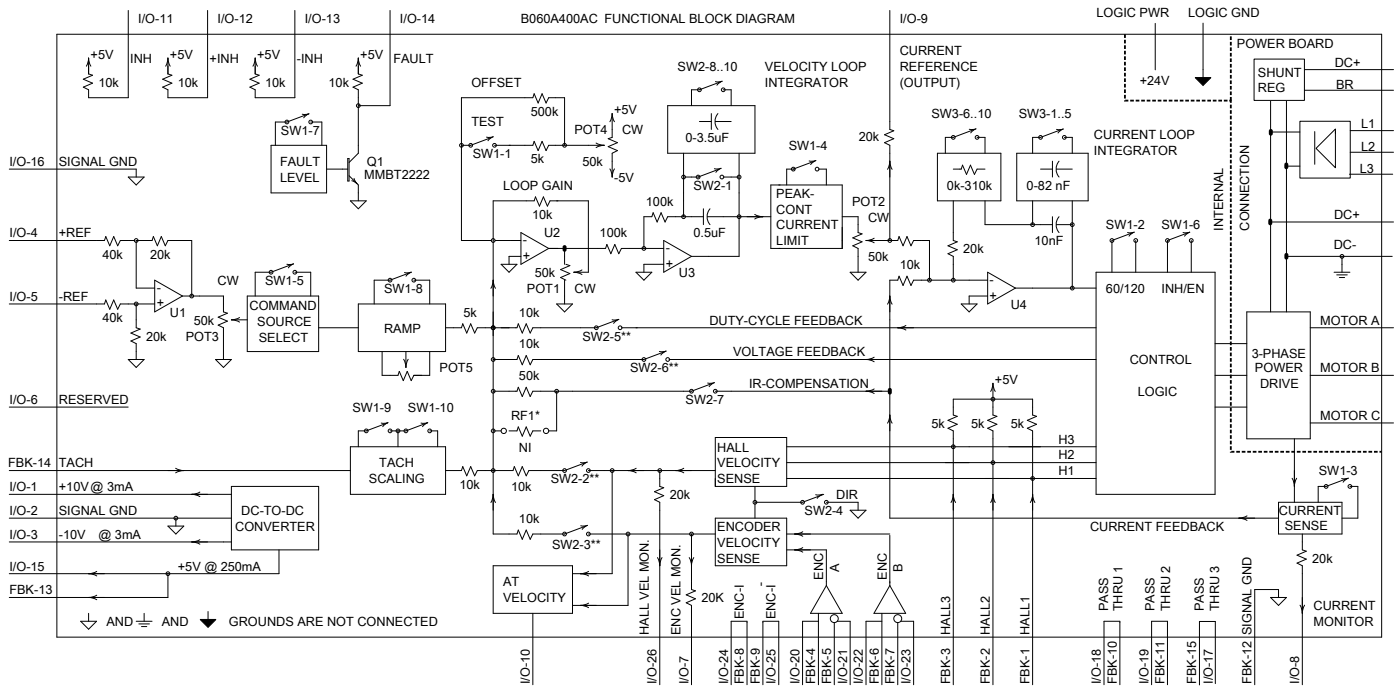 I/O-11
I/O-12
I/O-13
I/O-14
B060A400AC FUNCTIONAL BLOCK DIAGRAM
I/O-9
LOGIC PWR
LOGIC GND
+5V
INH
10k
+5V
+INH
10k
+5V
-INH
10k
+5V
FAULT
10k
SW1-7
FAULT
LEVEL
Q1
MMBT2222
OFFSET
500k
TEST
SW1-1
5k
POT4
+5V
CW
50k
-5V
SW2-8..10
VELOCITY LOOP
INTEGRATOR
0-3.5uF
SW2-1
0.5uF
CURRENT
REFERENCE
(OUTPUT)
20k
SW3-6..10
SW3-1..5
CURRENT LOOP
INTEGRATOR
0k-310k
0-82 nF
10nF
+24V
POWER BOARD
SHUNT
REG
DC+
BR
L1
L2
L3
DC+
DC-
INTERNAL
CONNECTION
I/O-16
SIGNAL GND
I/O-4
+REF
40k
20k
I/O-5
-REF
40k
20k
U1
CW
50k
POT3
SW1-5
COMMAND
SOURCE
SELECT
SW1-8
RAMP
POT5
5k
LOOP GAIN
10k
U2
50k
POT1
CW
100k
100k
U3
SW1-4
PEAK-
CONT
CURRENT
LIMIT
POT2
CW
50k
10k
20k
U4
SW1-2
SW1-6
60/120
INH/EN
CONTROL
LOGIC
3-PHASE
POWER
DRIVE
MOTOR A
MOTOR B
MOTOR C
10k
SW2-5**
DUTY-CYCLE FEEDBACK
10k
SW2-6**
VOLTAGE FEEDBACK
50k
SW2-7
IR-COMPENSATION
RF1*
NI
I/O-6
RESERVED
SW1-9
SW1-10
FBK-14
TACH
TACH
SCALING
10k
10k
SW2-2**
20k
HALL
VELOCITY
SENSE
+5V
5k
5k
5k
H3
H2
H1
SW2-4
DIR
10k
SW2-3**
ENCODER
VELOCITY
SENSE
CURRENT FEEDBACK
SW1-3
CURRENT
SENSE
20k
I/O-1
+10V @ 3mA
I/O-2
SIGNAL GND
I/O-3
-10V @ 3mA
I/O-15
+5V @ 250mA
FBK-13
DC-TO-DC
CONVERTER
AT
VELOCITY
HALL VEL MON.
ENC VEL MON.
20K
ENC-I
ENC-I
-
ENC
A
ENC
B
HALL3
HALL2
HALL1
PASS
THRU 1
PASS
THRU 2
PASS
THRU 3
SIGNAL GND
CURRENT
MONITOR
AND
AND
GROUNDS ARE NOT CONNECTED
I/O-10
I/O-26
I/O-7
I/O-24
FBK-8
FBK-9
I/O-25
I/O-20
FBK-4
FBK-5
I/O-21
I/O-22
FBK-6
FBK-7
I/O-23
FBK-3
FBK-2
FBK-1
I/O-18
FBK-10
I/O-19
FBK-11
FBK-15
I/O-17
FBK-12
I/O-8